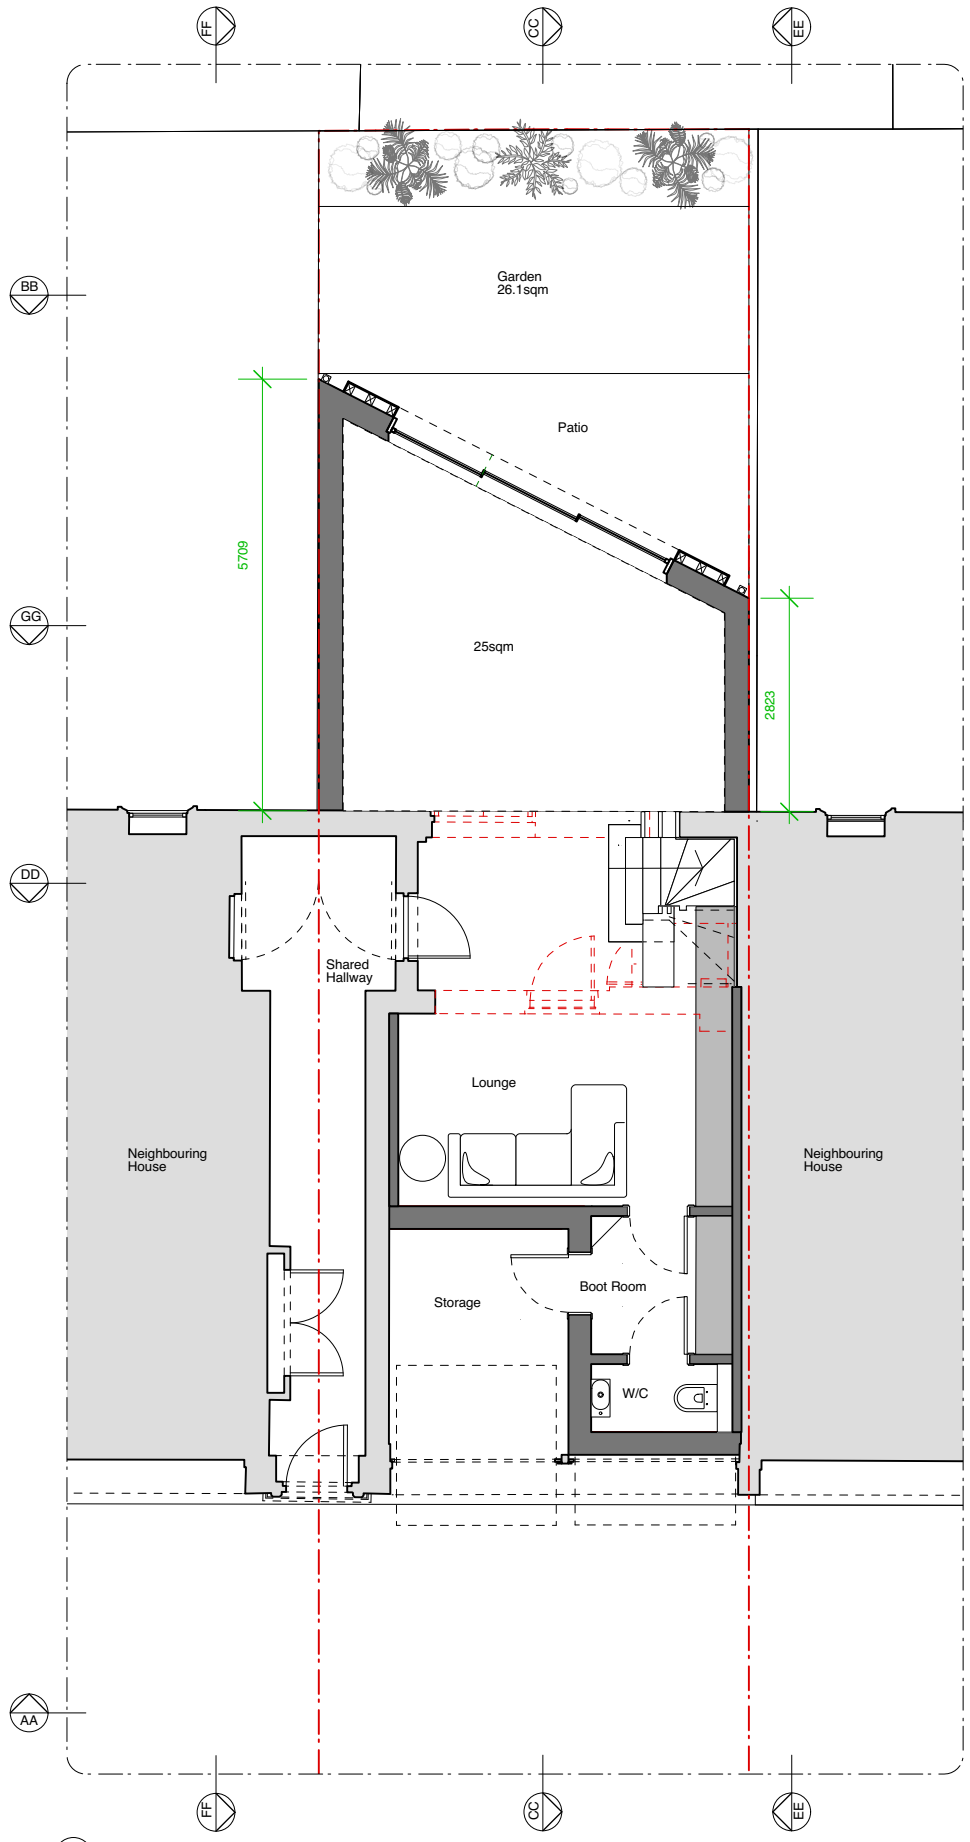 FF
CC
EE
BB
Garden
26.1sqm
Patio
5709
GG
25sqm
2823
DD
Shared
Hallway
Lounge
Neighbouring
House
Neighbouring
House
Boot Room
Storage
W/C
AA
FF
CC
EE